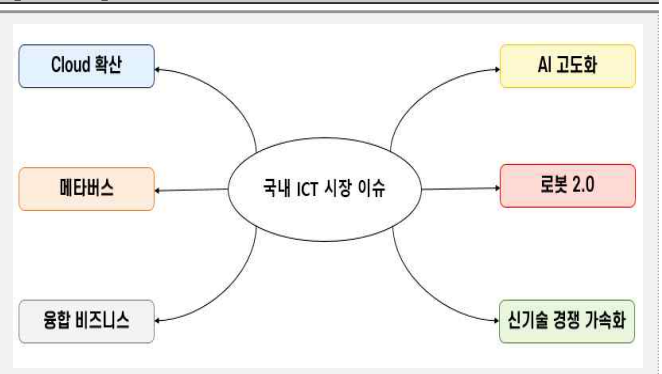 Cloud 확산
AI 고도화
메타버스
국내 ICT 시장 이슈
로봇 2.0
융합 비즈니스
신기술 경쟁 가속화